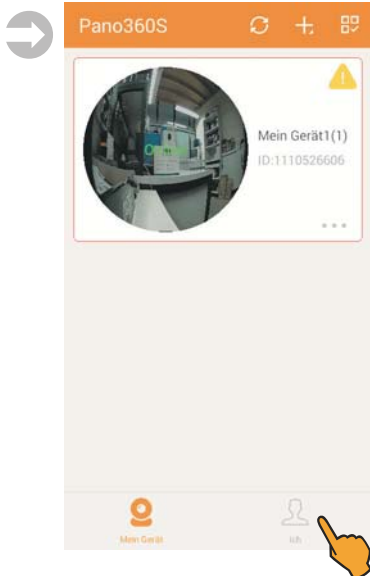 Pano360S
Mein Gerät1(1)
ID:1110526606
Mein Gerät
Ich